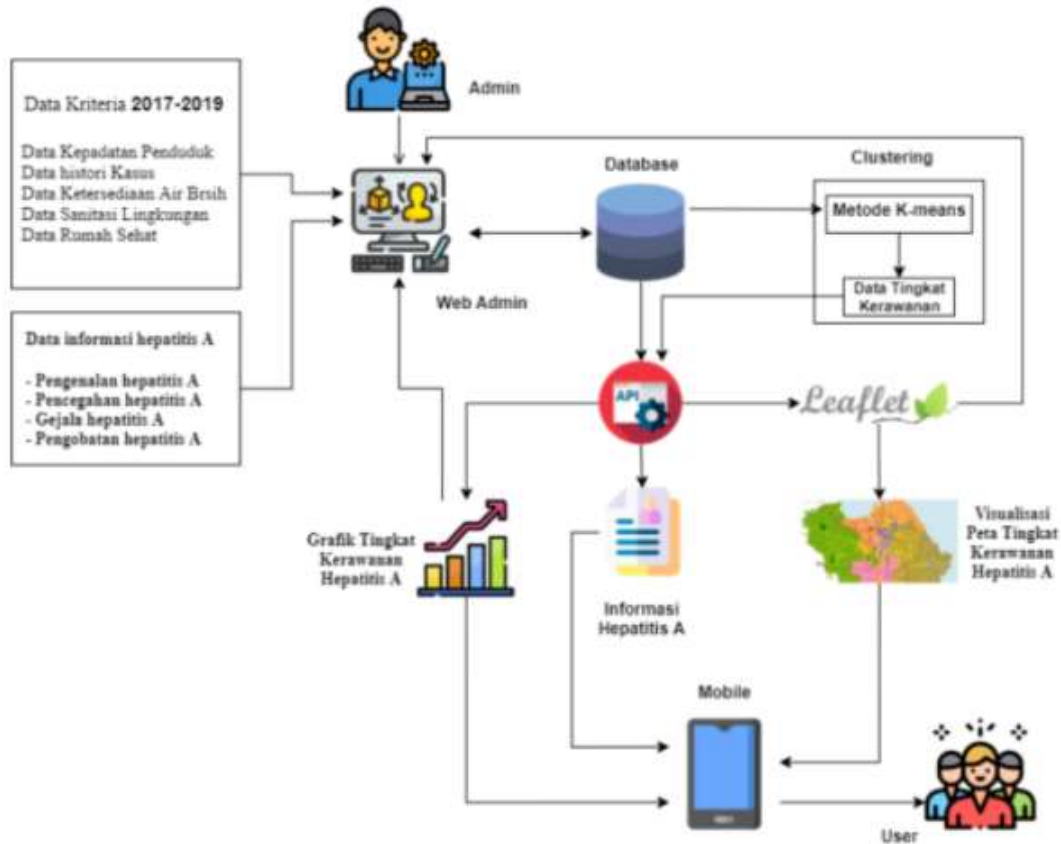 Admin
Data Kriteria 2017-2019
Data Kepadatan Penduduk
Data histori Kasus
Data Ketersediaan Air Brsih
Data Sanitasi Lingkungan
Data Rumah Sehat
Web Admin
Database
Clustering
Metode K-means
Data Tingkat
Kerawanan
Data informasi hepatitis A
- Pengenalan hepatitis A
- Pencegahan hepatitis A
- Gejala hepatitis A
- Pengobatan hepatitis A
API
Leaflet
Grafik Tingkat
Kerawanan
Hepatitis A
Informasi
Hepatitis A
Visualisasi
Peta Tingkat
Kerawanan
Hepatitis A
Mobile
User